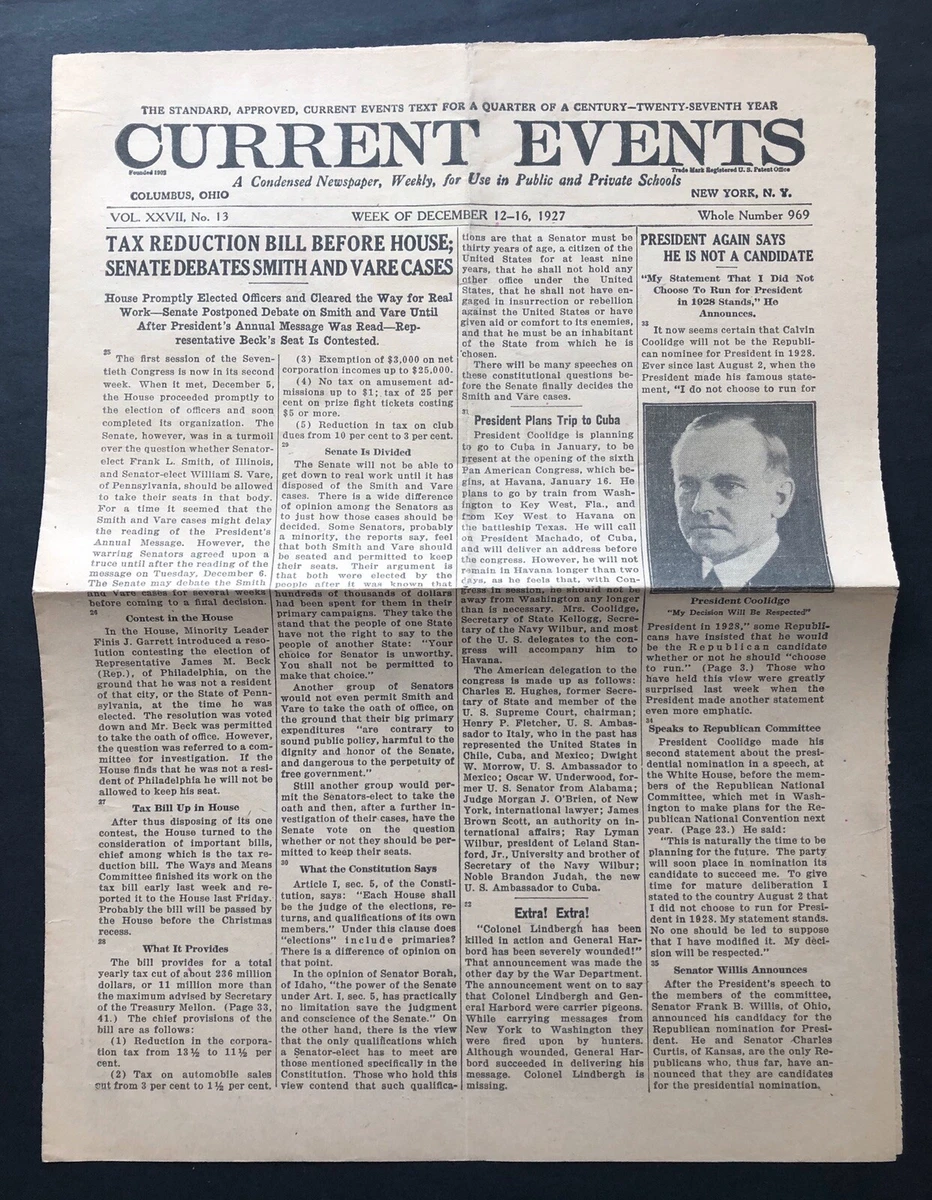 THE STANDARD, APPROVED, CURRENT EVENTS TEXT FOR A QUARTER OF A CENTURY—TWENTY-SEVENTH YEAR
CURRENT EVENTS
Founded 1902
Trade Mark Registered U. S. Patent Office
A Condensed Newspaper, Weekly, for Use in Public and Private Schools
COLUMBUS, OHIO
NEW YORK, N. Y.
VOL. XXVII, No. 13
WEEK OF DECEMBER 12-16, 1927
Whole Number 969
TAX REDUCTION BILL BEFORE HOUSE;
SENATE DEBATES SMITH AND VARE CASES
House Promptly Elected Officers and Cleared the Way for Real
Work—Senate Postponed Debate on Smith and Vare Until
After President's Annual Message Was Read—Rep-
resentative Beck's Seat Is Contested.
25
The first session of the Seven-
tieth Congress is now in its second
week. When it met, December 5,
the House proceeded promptly to
the election of officers and soon
completed its organization. The
Senate, however, was in a turmoil
over the question whether Senator-
elect Frank L. Smith, of Illinois,
and Senator-elect William S. Vare,
of Pennsylvania, should be allowed
to take their seats in that body.
For a time it seemed that the
Smith and Vare cases might delay
the reading of the President's
Annual Message. However, the
warring Senators agreed upon a
truce until after the reading of the
message on Tuesday, December 6.
The Senate may debate the Smith
and Vare cases for several weeks
before coming to a final decision.
26
Contest in the House
In the House, Minority Leader
Finis J. Garrett introduced a reso-
lution contesting the election of
Representative James M. Beck
(Rep.), of Philadelphia, on the
ground that he was not a resident
of that city, or the State of Penn-
sylvania, at the time he was
elected. The resolution was voted
down and Mr. Beck was permitted
to take the oath of office. However,
the question was referred to a com-
mittee for investigation. If the
House finds that he was not a resi-
dent of Philadelphia he will not be
allowed to keep his seat.
27
Tax Bill Up in House
After thus disposing of its one
contest, the House turned to the
consideration of important bills,
chief among which is the tax re-
duction bill. The Ways and Means
Committee finished its work on the
tax bill early last week and re-
ported it to the House last Friday.
Probably the bill will be passed by
the House before the Christmas
recess.
28
What It Provides
The bill provides for a total
yearly tax cut of about 236 million
dollars, or 11 million more than
the maximum advised by Secretary
of the Treasury Mellon. (Page 33,
41.) The chief provisions of the
bill are as follows:
(1) Reduction in the corpora-
tion tax from 13½ to 11½ per
cent.
(2) Tax on automobile sales
cut from 3 per cent to 1½ per cent.
(3) Exemption of $3,000 on net
corporation incomes up to $25,000.
(4) No tax on amusement ad-
missions up to $1; tax of 25 per
cent on prize fight tickets costing
$5 or more.
(5) Reduction in tax on club
dues from 10 per cent to 3 per cent.
29
Senate Is Divided
The Senate will not be able to
get down to real work until it has
disposed of the Smith and Vare
cases. There is a wide difference
of opinion among the Senators as
to just how those cases should be
decided. Some Senators, probably
a minority, the reports say, feel
that both Smith and Vare should
be seated and permitted to keep
their seats. Their argument is
that both were elected by the
people after it was known that
hundreds of thousands of dollars
had been spent for them in their
primary campaigns. They take the
stand that the people of one State
have not the right to say to the
people of another State: "Your
choice for Senator is unworthy.
You shall not be permitted to
make that choice."
Another group of Senators
would not even permit Smith and
Vare to take the oath of office, on
the ground that their big primary
expenditures "are contrary to
sound public policy, harmful to the
dignity and honor of the Senate,
and dangerous to the perpetuity of
free government."
Still another group would per-
mit the Senators-elect to take the
oath and then, after a further in-
vestigation of their cases, have the
Senate vote on the question
whether or not they should be per-
mitted to keep their seats.
30
What the Constitution Says
Article I, sec. 5, of the Consti-
tution, says: "Each House shall
be the judge of the elections, re-
turns, and qualifications of its own
members." Under this clause does
"elections" include primaries?
There is a difference of opinion on
that point.
In the opinion of Senator Borah,
of Idaho, "the power of the Senate
under Art. I, sec. 5, has practically
no limitation save the judgment
and conscience of the Senate." On
the other hand, there is the view
that the only qualifications which
a Senator-elect has to meet are
those mentioned specifically in the
Constitution. Those who hold this
view contend that such qualifica-
tions are that a Senator must be
thirty years of age, a citizen of the
United States for at least nine
years, that he shall not hold any
other office under the United
States, that he shall not have en-
gaged in insurrection or rebellion
against the United States or have
given aid or comfort to its enemies,
and that he must be an inhabitant
of the State from which he is
chosen.
There will be many speeches on
these constitutional questions be-
fore the Senate finally decides the
Smith and Vare cases.
31
President Plans Trip to Cuba
President Coolidge is planning
to go to Cuba in January, to be
present at the opening of the sixth
Pan American Congress, which be-
gins, at Havana, January 16. He
plans to go by train from Wash-
ington to Key West, Fla., and
from Key West to Havana on
the battleship Texas. He will call
on President Machado, of Cuba,
and will deliver an address before
the congress. However he will not
remain in Havana longer than two
days, as he feels that, with Con-
gress in session, he should not be
away from Washington any longer
than is necessary. Mrs. Coolidge,
Secretary of State Kellogg, Secre-
tary of the Navy Wilbur, and most
of the U. S. delegates to the con-
gress will accompany him to
Havana.
The American delegation to the
congress is made up as follows:
Charles E. Hughes, former Secre-
tary of State and member of the
U. S. Supreme Court, chairman;
Henry P. Fletcher, U. S. Ambas-
sador to Italy, who in the past has
represented the United States in
Chile, Cuba, and Mexico; Dwight
W. Morrow, U. S. Ambassador to
Mexico; Oscar W. Underwood, for-
mer U. S. Senator from Alabama;
Judge Morgan J. O'Brien, of New
York, international lawyer; James
Brown Scott, an authority on in-
ternational affairs; Ray Lyman
Wilbur, president of Leland Stan-
ford, Jr., University and brother of
Secretary of the Navy Wilbur;
Noble Brandon Judah, the new
U. S. Ambassador to Cuba.
32
Extra! Extra!
"Colonel Lindbergh has been
killed in action and General Har-
bord has been severely wounded!"
That announcement was made the
other day by the War Department.
The announcement went on to say
that Colonel Lindbergh and Gen-
eral Harbord were carrier pigeons.
While carrying messages from
New York to Washington they
were fired upon by hunters.
Although wounded, General Har-
bord succeeded in delivering his
message. Colonel Lindbergh is
missing.
PRESIDENT AGAIN SAYS
HE IS NOT A CANDIDATE
"My Statement That I Did Not
Choose To Run for President
in 1928 Stands," He
Announces.
33
It now seems certain that Calvin
Coolidge will not be the Republi-
can nominee for President in 1928.
Ever since last August 2, when the
President made his famous state-
ment, "I do not choose to run for
President Coolidge
"My Decision Will Be Respected"
President in 1928," some Republi-
cans have insisted that he would
be the Republican candidate
whether or not he should "choose
to run." (Page 3.) Those who
have held this view were greatly
surprised last week when the
President made another statement
even more emphatic.
34
Speaks to Republican Committee
President Coolidge made his
second statement about the pres-
idential nomination in a speech, at
the White House, before the mem-
bers of the Republican National
Committee, which met in Wash-
ington to make plans for the Re-
publican National Convention next
year. (Page 23.) He said:
"This is naturally the time to be
planning for the future. The party
will soon place in nomination its
candidate to succeed me. To give
time for mature deliberation I
stated to the country August 2 that
I did not choose to run for Presi-
dent in 1928. My statement stands.
No one should be led to suppose
that I have modified it. My deci-
sion will be respected."
35
Senator Willis Announces
After the President's speech to
the members of the committee,
Senator Frank B. Willis, of Ohio,
announced his candidacy for the
Republican nomination for Presi-
dent. He and Senator Charles
Curtis, of Kansas, are the only Re-
publicans who, thus far, have an-
nounced that they are candidates
for the presidential nomination.